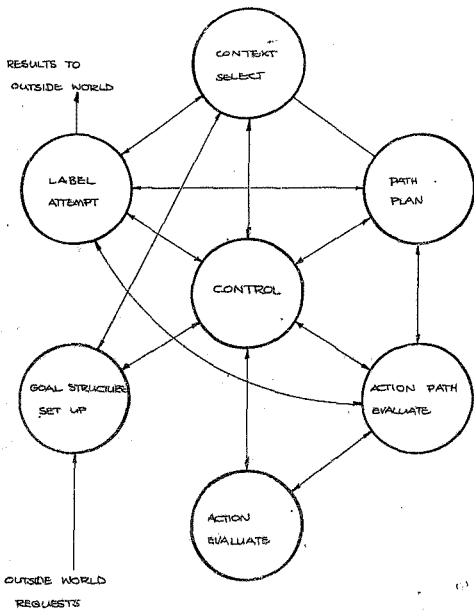 CONTEXT
SELECT
RESULTS TO
OUTSIDE WORLD
LABEL
ATTEMPT
PATH
PLAN
CONTROL
GOAL STRUCTURE
SET UP
ACTION PATH
EVALUATE
ACTION
EVALUATE
OUTSIDE WORLD
REQUESTS